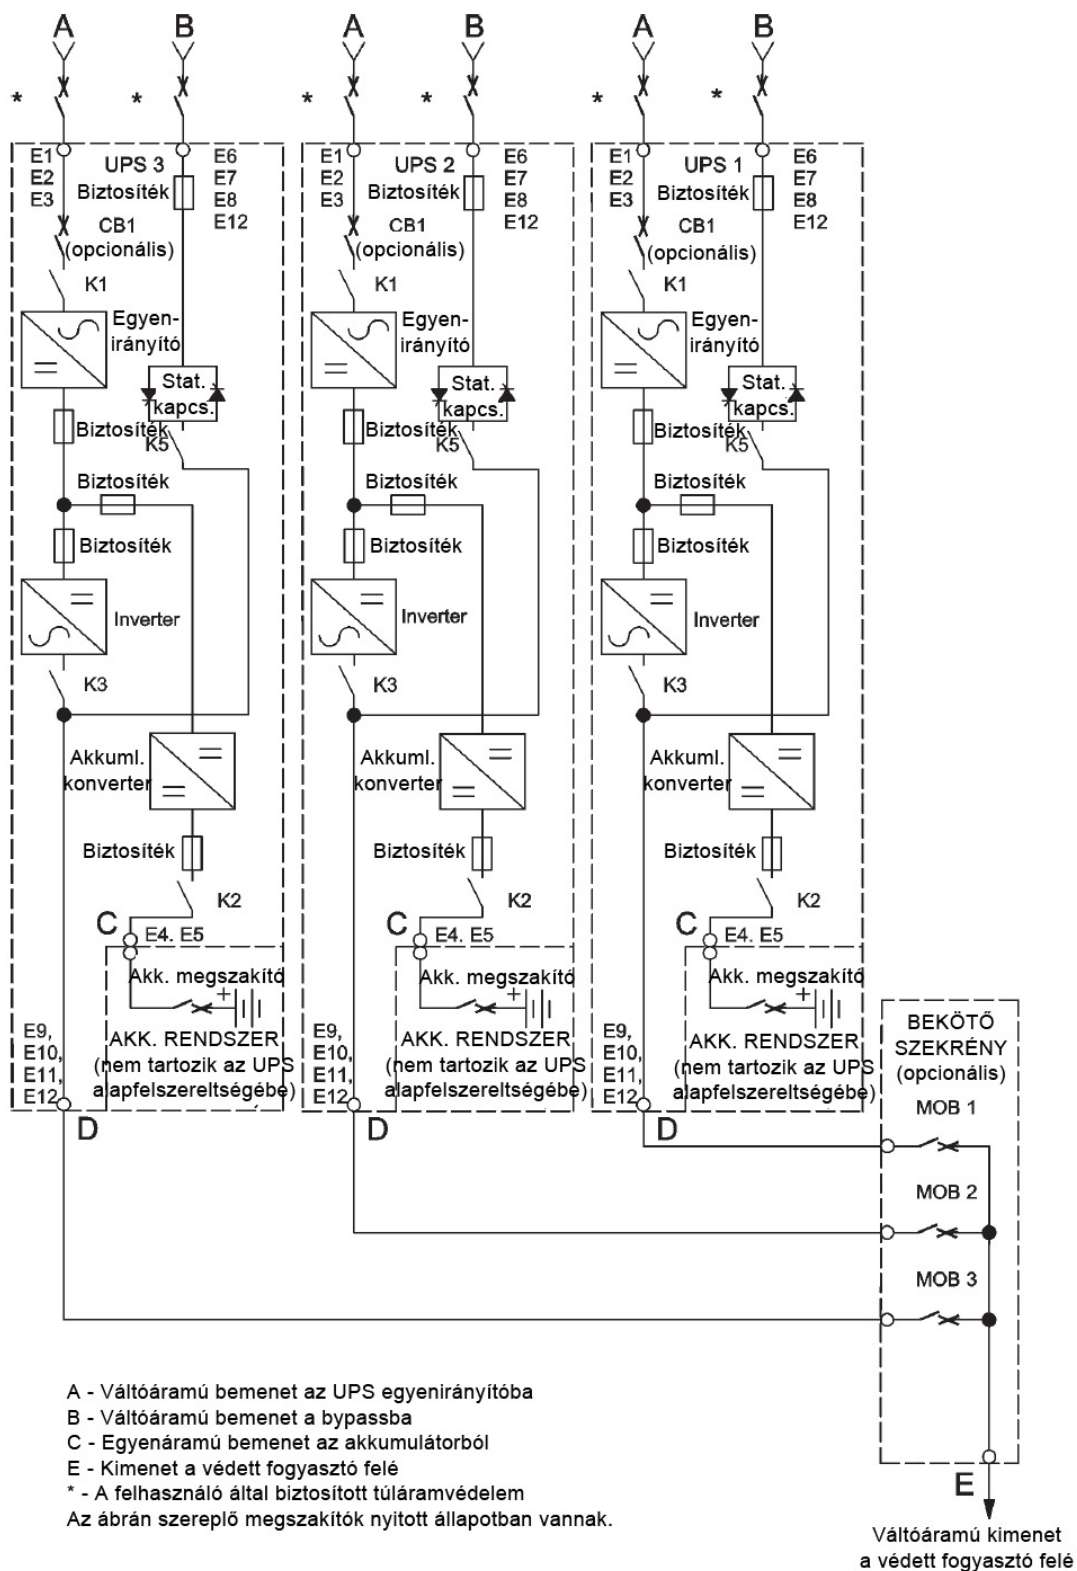 A B A B A B
* * * * * *
UPS 3
E1
E2
E3
E6
E7
E8
E12
Biztosíték
CB1
(opcionális)
K1
Egyen-
irányító
Stat.
kapcs.
Biztosíték
K5
Biztosíték
Biztosíték
Inverter
K3
Akkuml.
konverter
Biztosíték
K2
C
E4. E5
Akk. megszakító
+
AKK. RENDSZER
(nem tartozik az UPS
alapfelszereltségébe)
E9,
E10,
E11,
E12
D
UPS 2
E1
E2
E3
E6
E7
E8
E12
Biztosíték
CB1
(opcionális)
K1
Egyen-
irányító
Stat.
kapcs.
Biztosíték
K5
Biztosíték
Biztosíték
Inverter
K3
Akkuml.
konverter
Biztosíték
K2
C
E4. E5
Akk. megszakító
+
AKK. RENDSZER
(nem tartozik az UPS
alapfelszereltségébe)
E9,
E10,
E11,
E12
D
UPS 1
E1
E2
E3
E6
E7
E8
E12
Biztosíték
CB1
(opcionális)
K1
Egyen-
irányító
Stat.
kapcs.
Biztosíték
K5
Biztosíték
Biztosíték
Inverter
K3
Akkuml.
konverter
Biztosíték
K2
C
E4. E5
Akk. megszakító
+
AKK. RENDSZER
(nem tartozik az UPS
alapfelszereltségébe)
E9,
E10,
E11,
E12
D
BEKÖTŐ
SZEKRÉNY
(opcionális)
MOB 1
MOB 2
MOB 3
E
Váltóáramú kimenet
a védett fogyasztó felé
A - Váltóáramú bemenet az UPS egyenirányítóba
B - Váltóáramú bemenet a bypassba
C - Egyenáramú bemenet az akkumulátorból
E - Kimenet a védett fogyasztó felé
* - A felhasználó által biztosított túláramvédelem
Az ábrán szereplő megszakítók nyitott állapotban vannak.